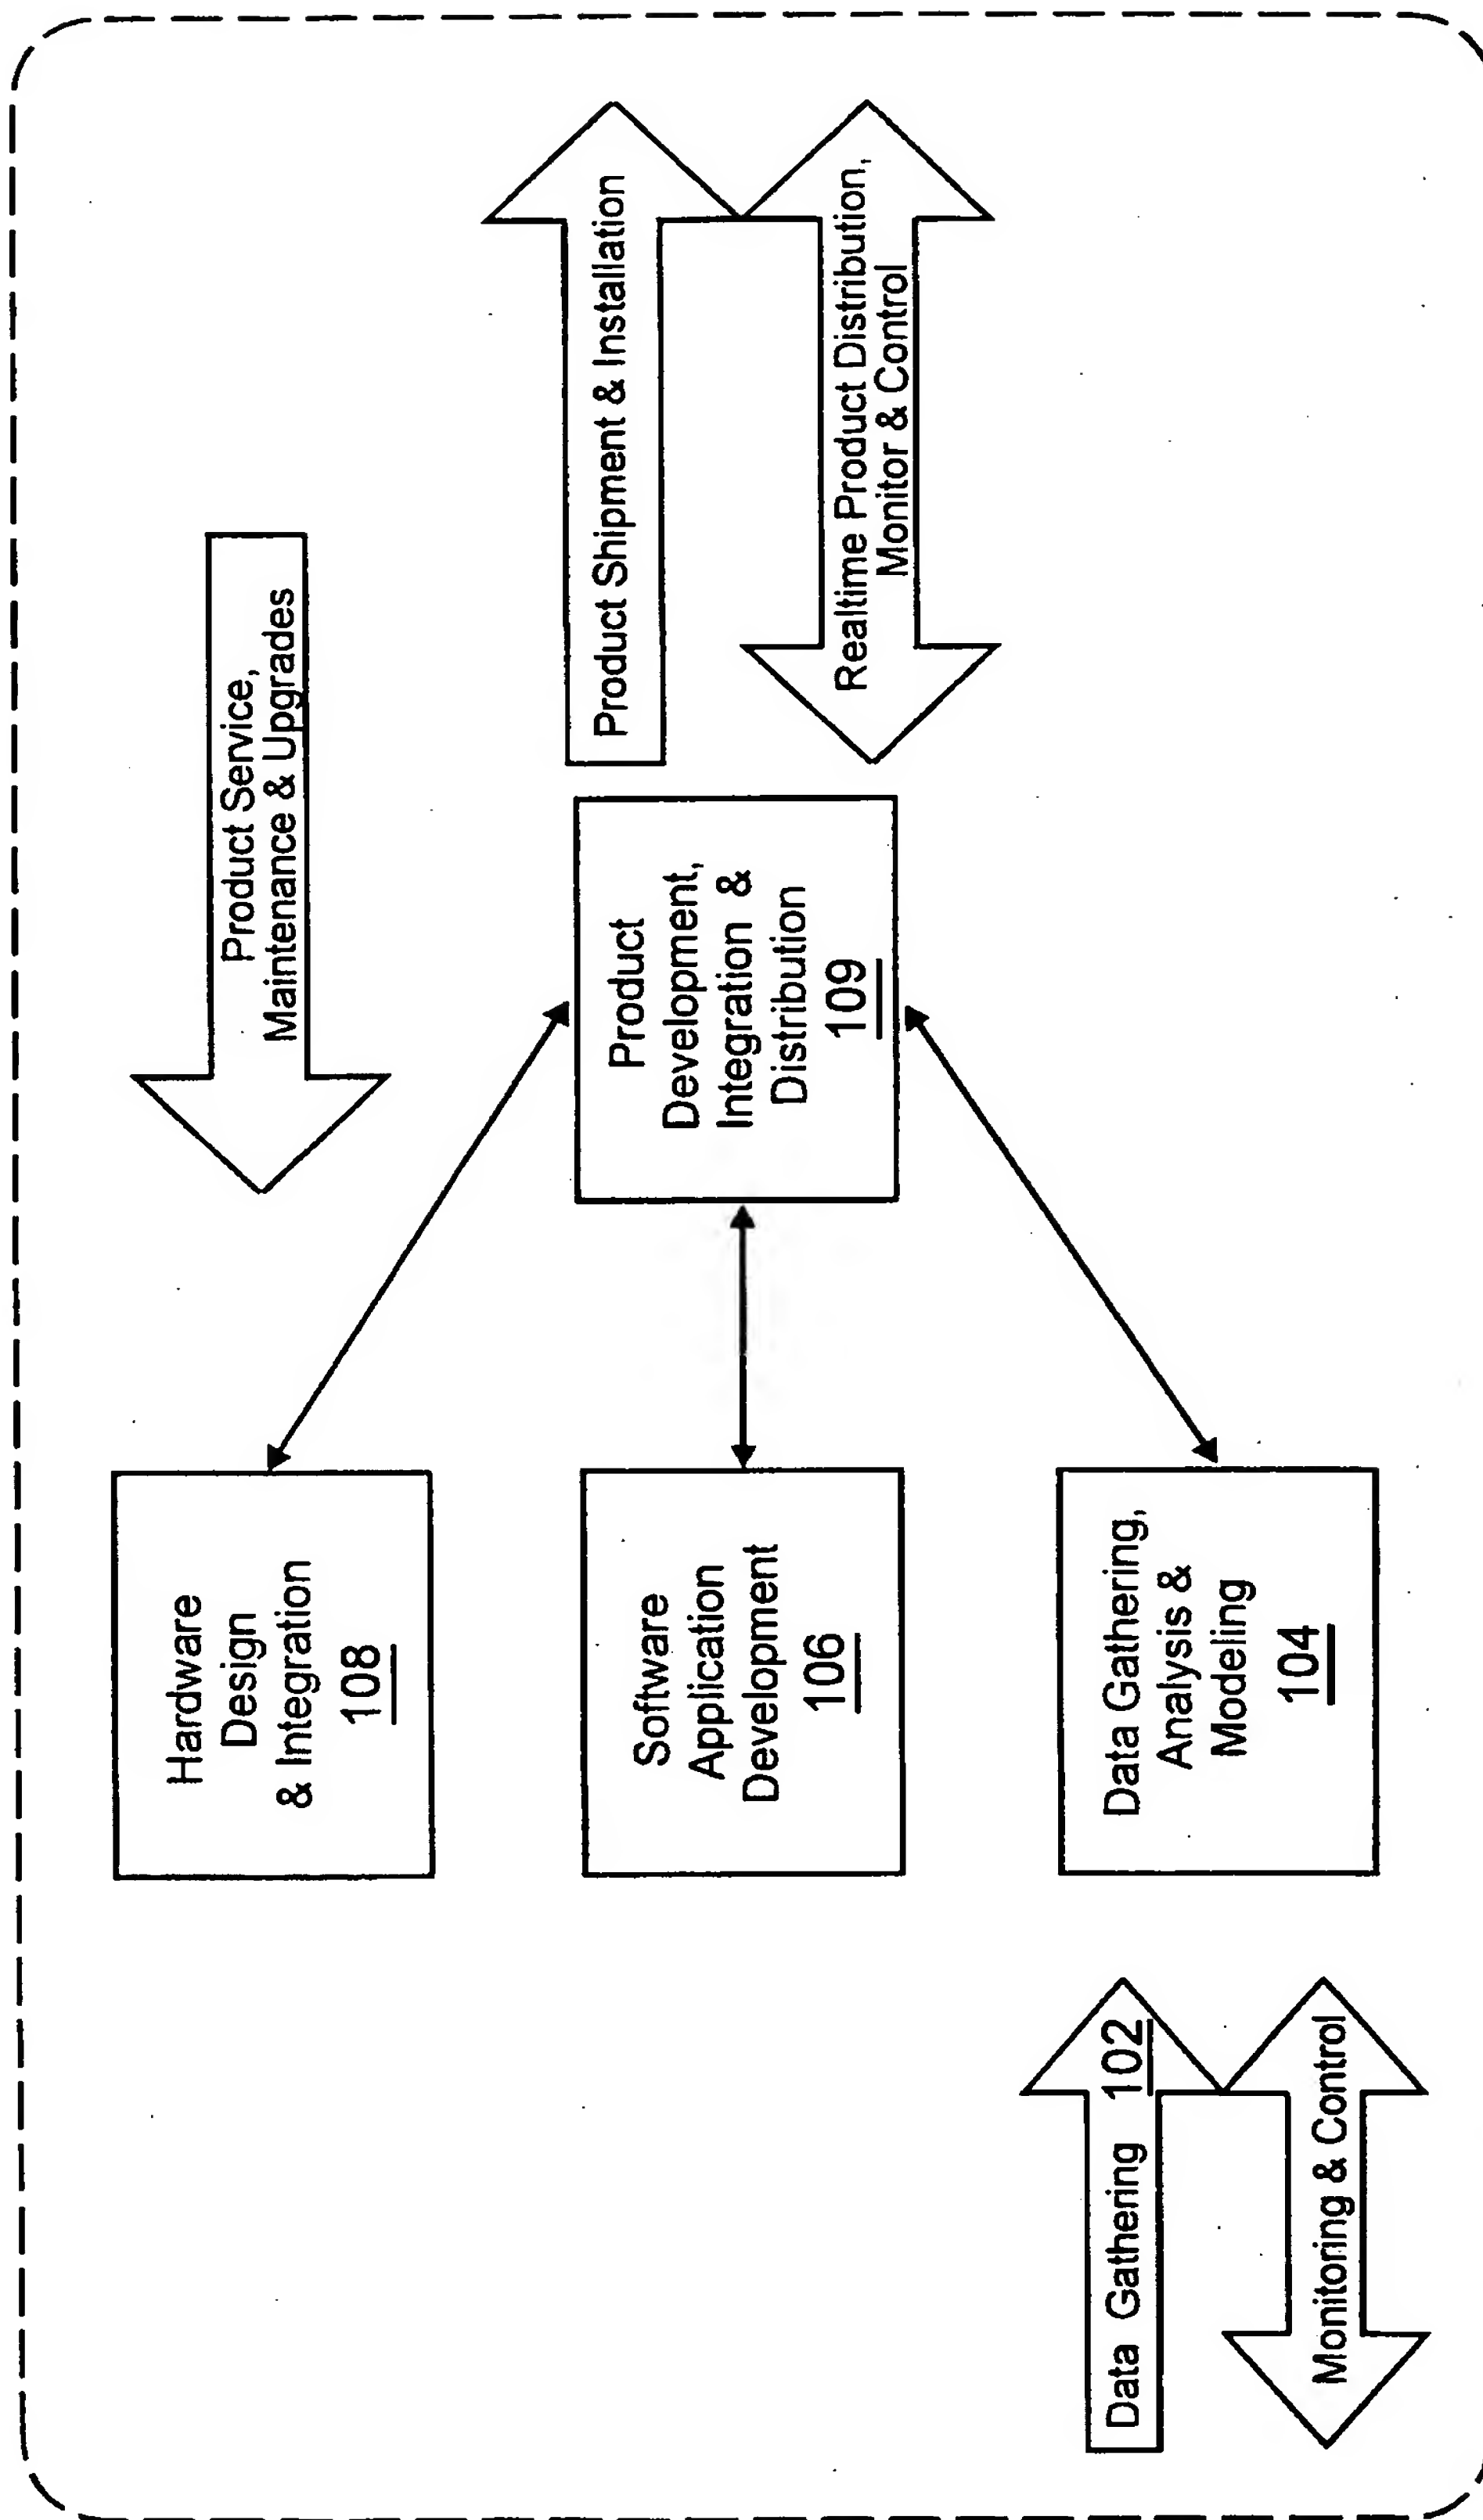 Product Service,
Maintenance & Upgrades
Hardware
Design
& Integration
108
Product Shipment & Installation
Product
Development,
Integration &
Distribution
109
Software
Application
Development
106
Realtime Product Distribution,
Monitor & Control
Data Gathering,
Analysis &
Modeling
104
Data Gathering 102
Monitoring & Control